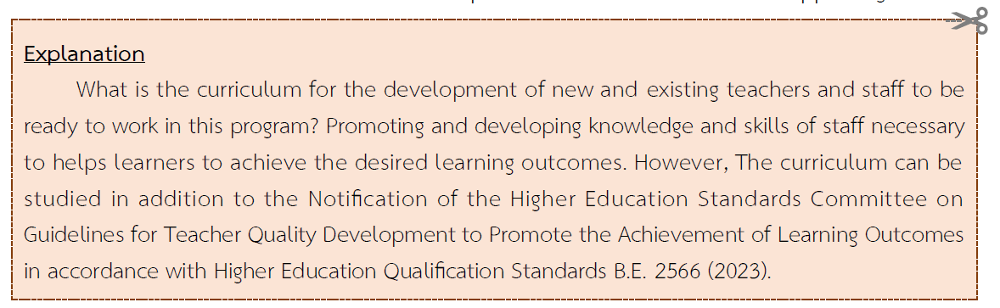 Explanation
What is the curriculum for the development of new and existing teachers and staff to be
ready to work in this program? Promoting and developing knowledge and skills of staff necessary
to helps learners to achieve the desired learning outcomes. However, The curriculum can be
studied in addition to the Notification of the Higher Education Standards Committee on
Guidelines for Teacher Quality Development to Promote the Achievement of Learning Outcomes
in accordance with Higher Education Qualification Standards B.E. 2566 (2023).